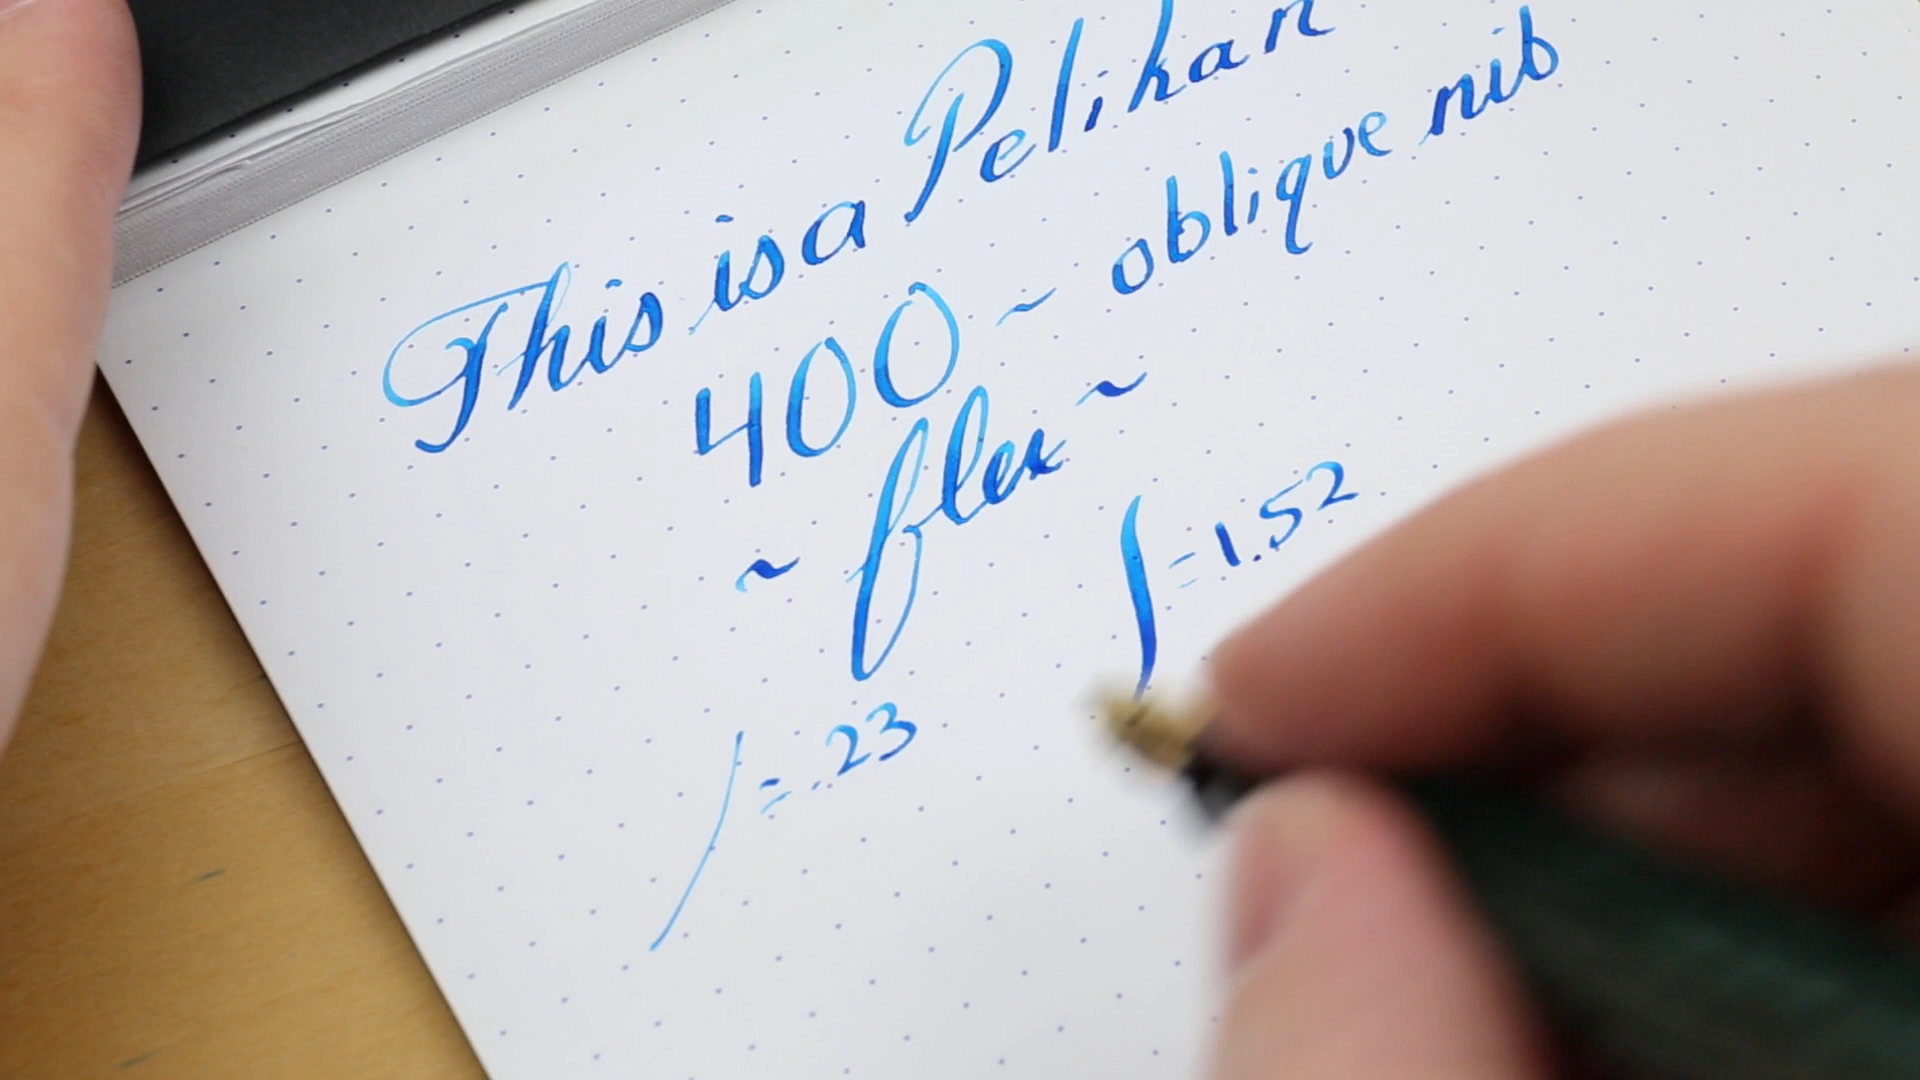 This is a Pelikan
400 ~ oblique nib
~ flex ~
= 1.52
= .23